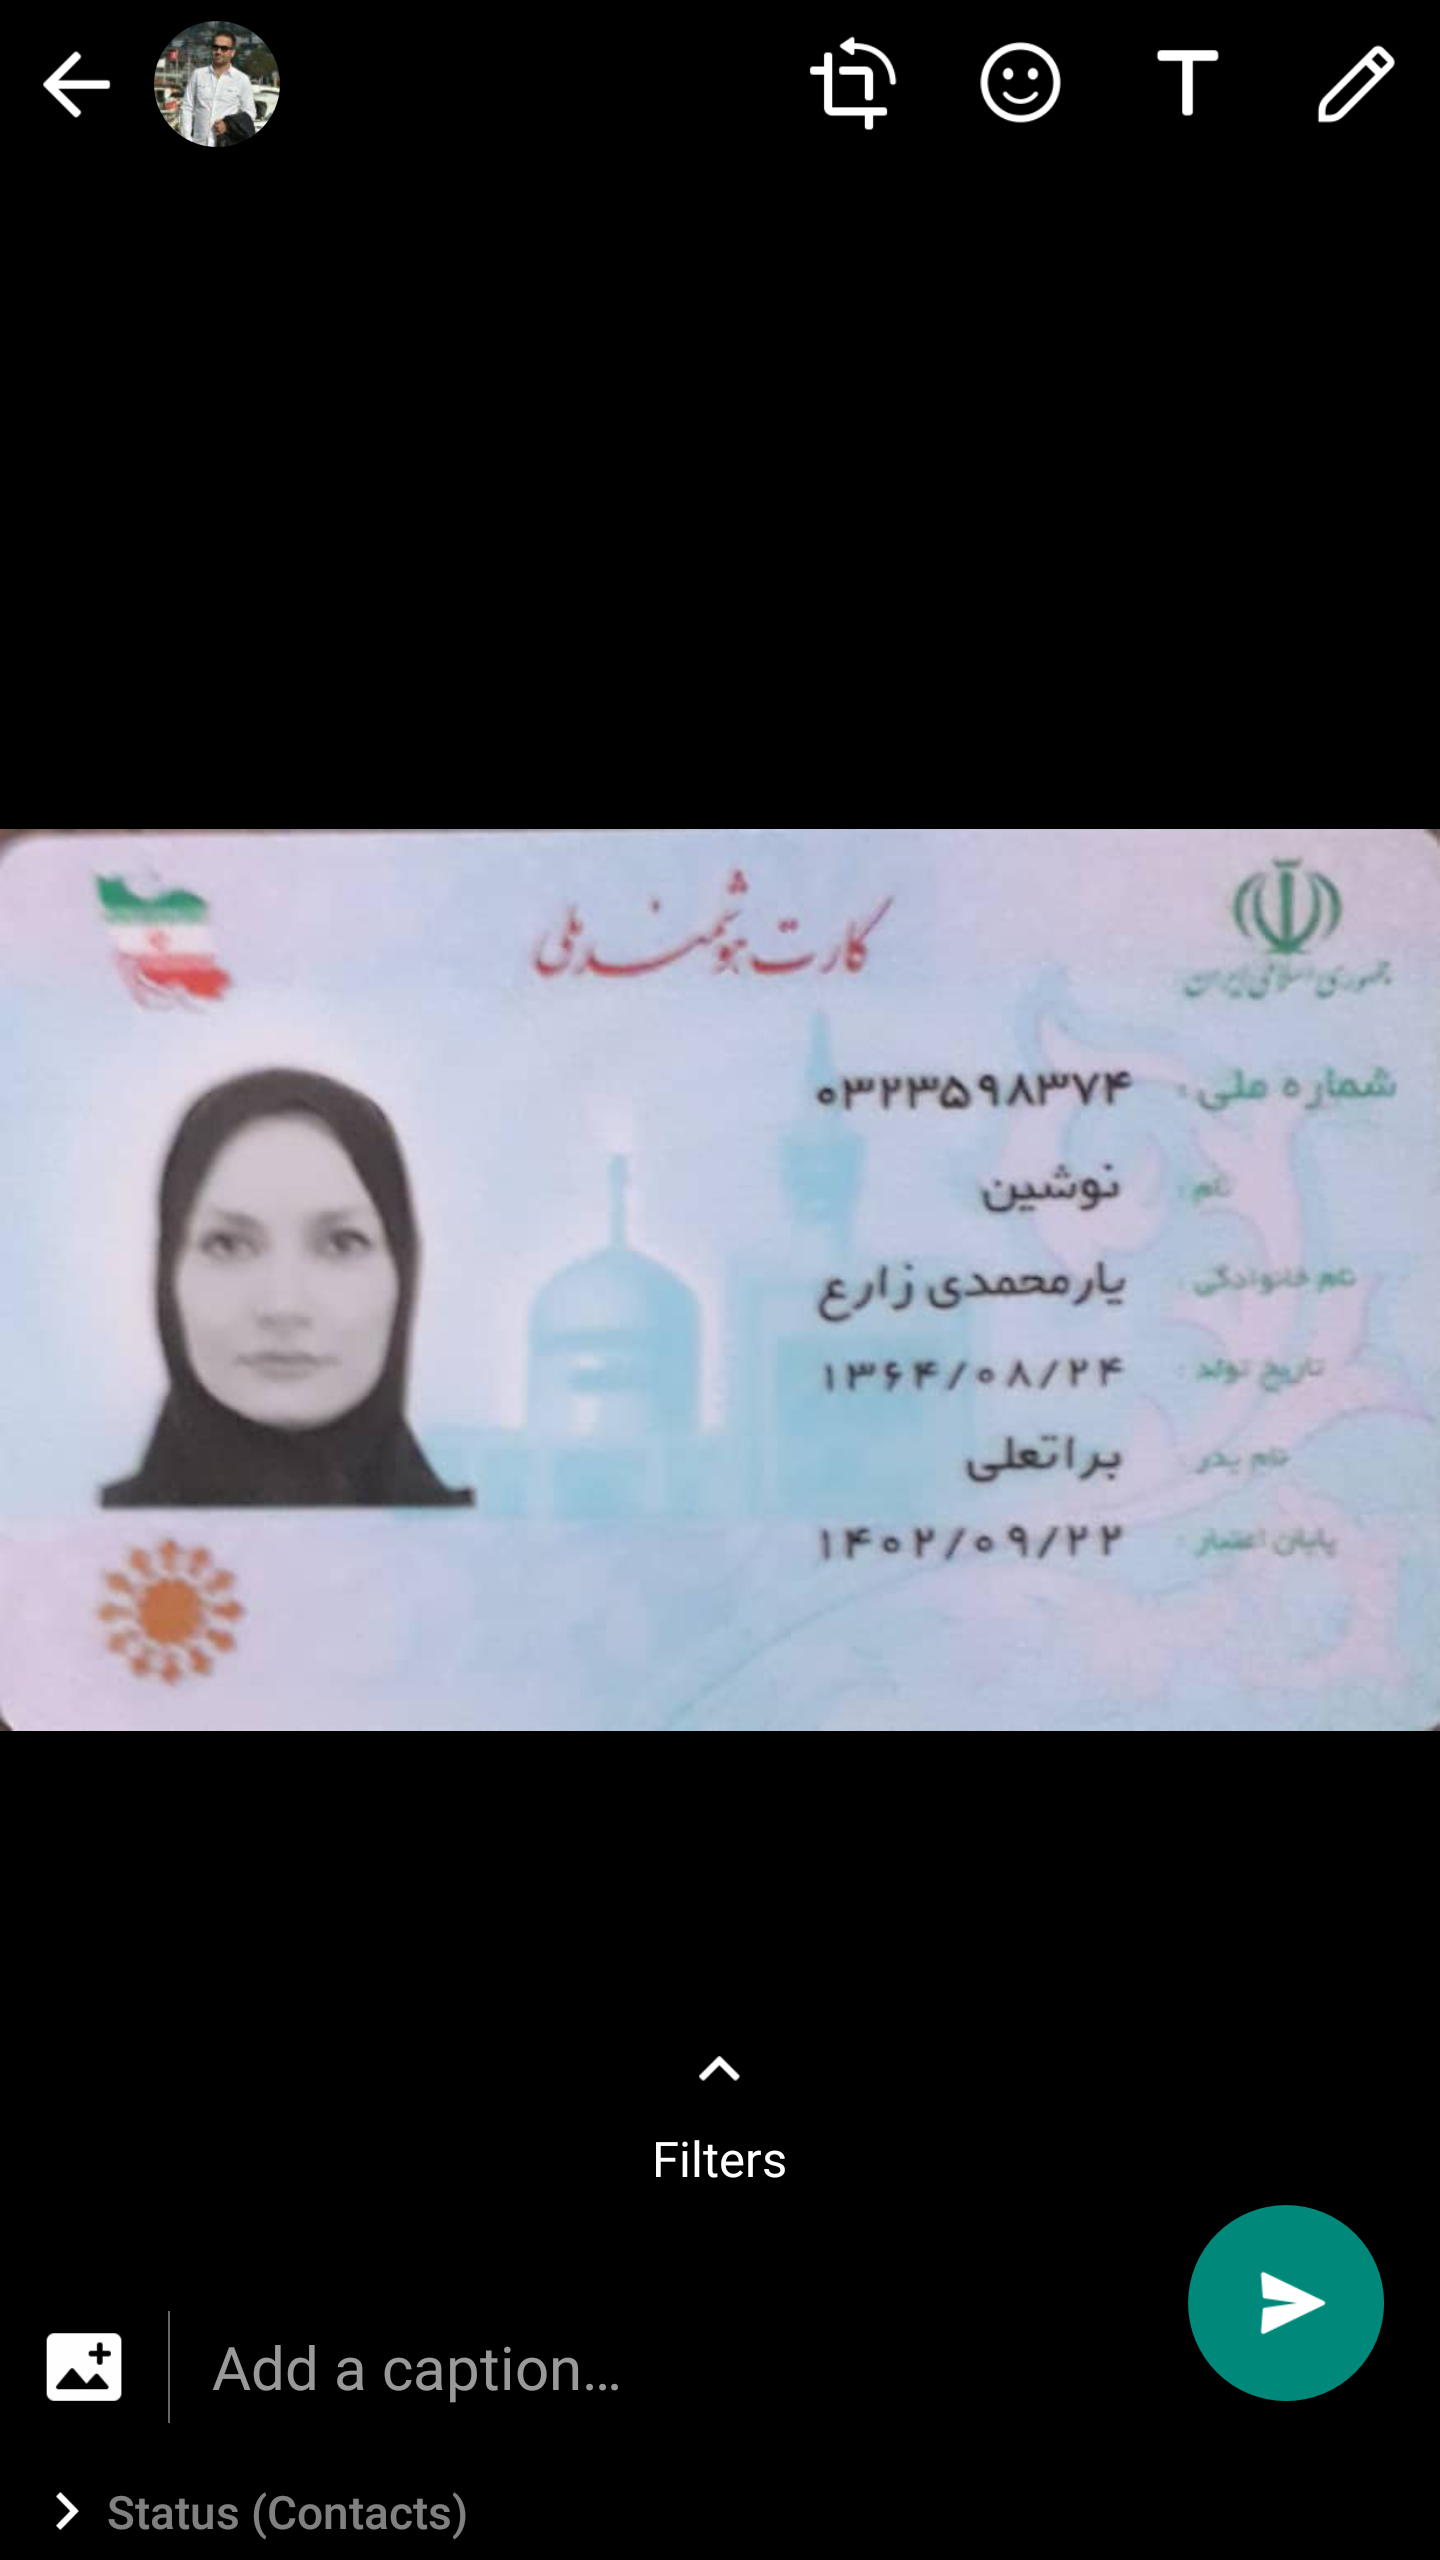 کارت هوشمند ملی
جمهوری اسلامی ایران
شماره ملی : ۰۳۲۳۵۹۸۳۷۴
نام : نوشین
نام خانوادگی : یارمحمدی زارع
تاریخ تولد : ۱۳۶۴/۰۸/۲۴
نام پدر : براتعلی
پایان اعتبار : ۱۴۰۲/۰۹/۲۲
Filters
Add a caption...
Status (Contacts)